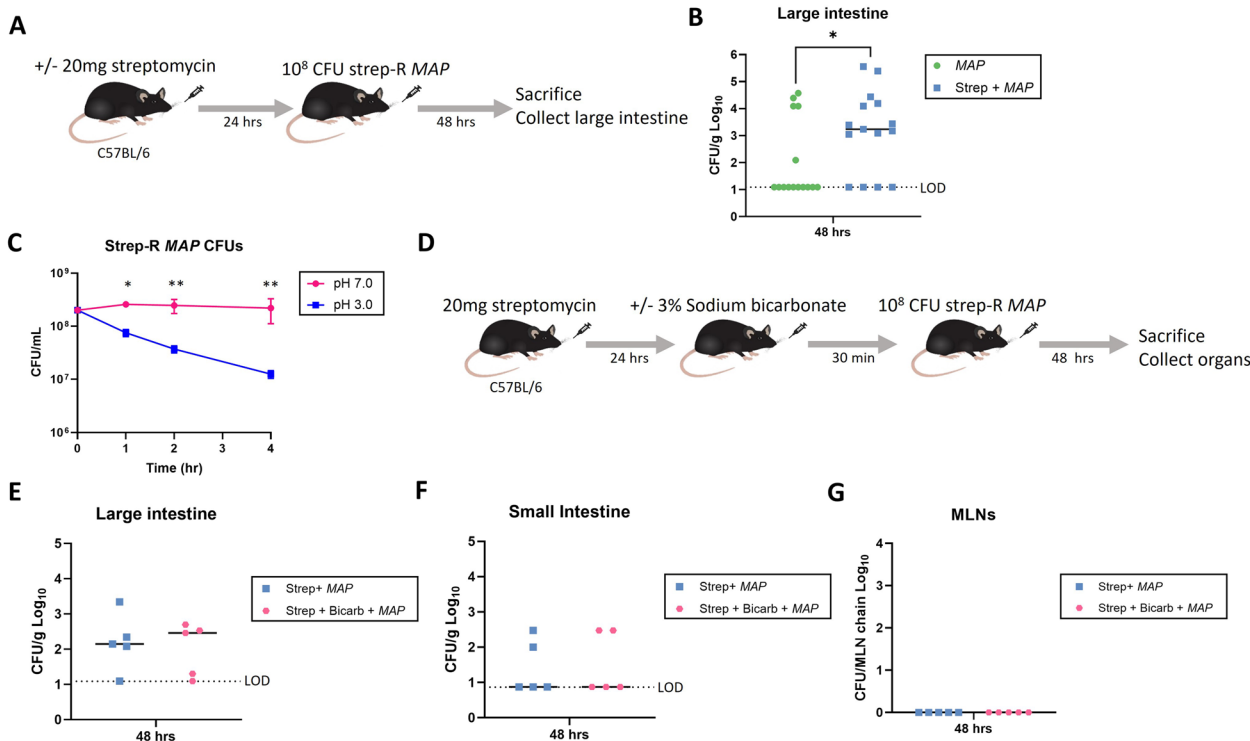 A
+/- 20mg streptomycin
10⁸ CFU strep-R MAP
24 hrs
48 hrs
Sacrifice
Collect large intestine
C57BL/6
B
Large intestine
*
CFU/g Log₁₀
6
5
4
3
2
1
0
LOD
48 hrs
MAP
Strep + MAP
C
Strep-R MAP CFUs
CFU/mL
10⁹
10⁸
10⁷
10⁶
*
**
**
0
1
2
3
4
Time (hr)
pH 7.0
pH 3.0
D
20mg streptomycin
+/- 3% Sodium bicarbonate
10⁸ CFU strep-R MAP
24 hrs
30 min
48 hrs
Sacrifice
Collect organs
C57BL/6
E
Large intestine
CFU/g Log₁₀
5
4
3
2
1
0
LOD
48 hrs
Strep+ MAP
Strep + Bicarb + MAP
F
Small Intestine
CFU/g Log₁₀
5
4
3
2
1
0
LOD
48 hrs
Strep+ MAP
Strep + Bicarb + MAP
G
MLNs
CFU/MLN chain Log₁₀
4
3
2
1
0
48 hrs
Strep+ MAP
Strep + Bicarb + MAP